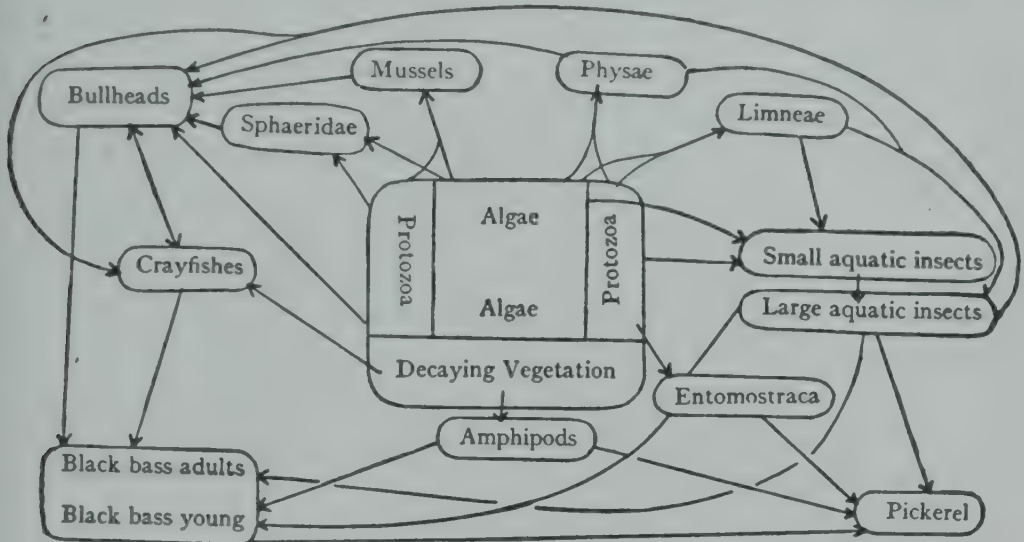 Mussels
Physae
Bullheads
Limneae
Sphaeridae
Algae
Protozoa
Protozoa
Small aquatic insects
Crayfishes
Algae
Large aquatic insects
Decaying Vegetation
Entomostraca
Amphipods
Black bass adults
Black bass young
Pickerel